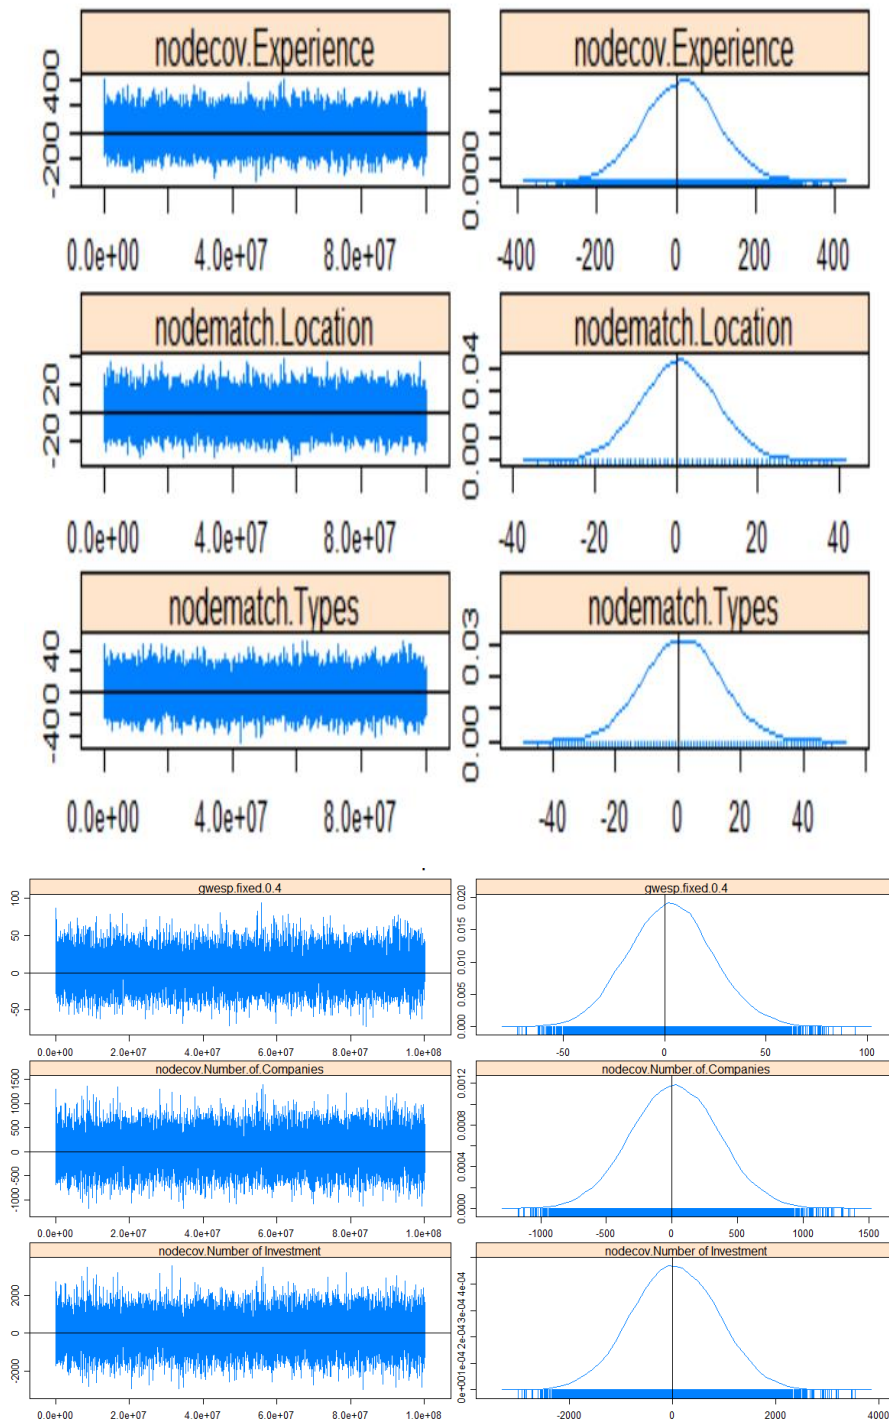 nodecov.Experience
-200 400
0.0e+00 4.0e+07 8.0e+07
nodecov.Experience
0.000
-400 -200 0 200 400
nodematch.Location
-20 20
0.0e+00 4.0e+07 8.0e+07
nodematch.Location
0.00 0.04
-40 -20 0 20 40
nodematch.Types
-400 40
0.0e+00 4.0e+07 8.0e+07
nodematch.Types
0.00 0.03
-40 -20 0 20 40
gwesp.fixed.0.4
-50 0 50 100
0.0e+00 2.0e+07 4.0e+07 6.0e+07 8.0e+07 1.0e+08
gwesp.fixed.0.4
0.000 0.005 0.010 0.015 0.020
-50 0 50 100
nodecov.Number.of.Companies
-1000 -500 0 500 1000 1500
0.0e+00 2.0e+07 4.0e+07 6.0e+07 8.0e+07 1.0e+08
nodecov.Number.of.Companies
0.0000 0.0004 0.0008 0.0012
-1000 -500 0 500 1000 1500
nodecov.Number of Investment
-2000 0 2000
0.0e+00 2.0e+07 4.0e+07 6.0e+07 8.0e+07 1.0e+08
nodecov.Number of Investment
0e+001e-042e-043e-044e-04
-2000 0 2000 4000